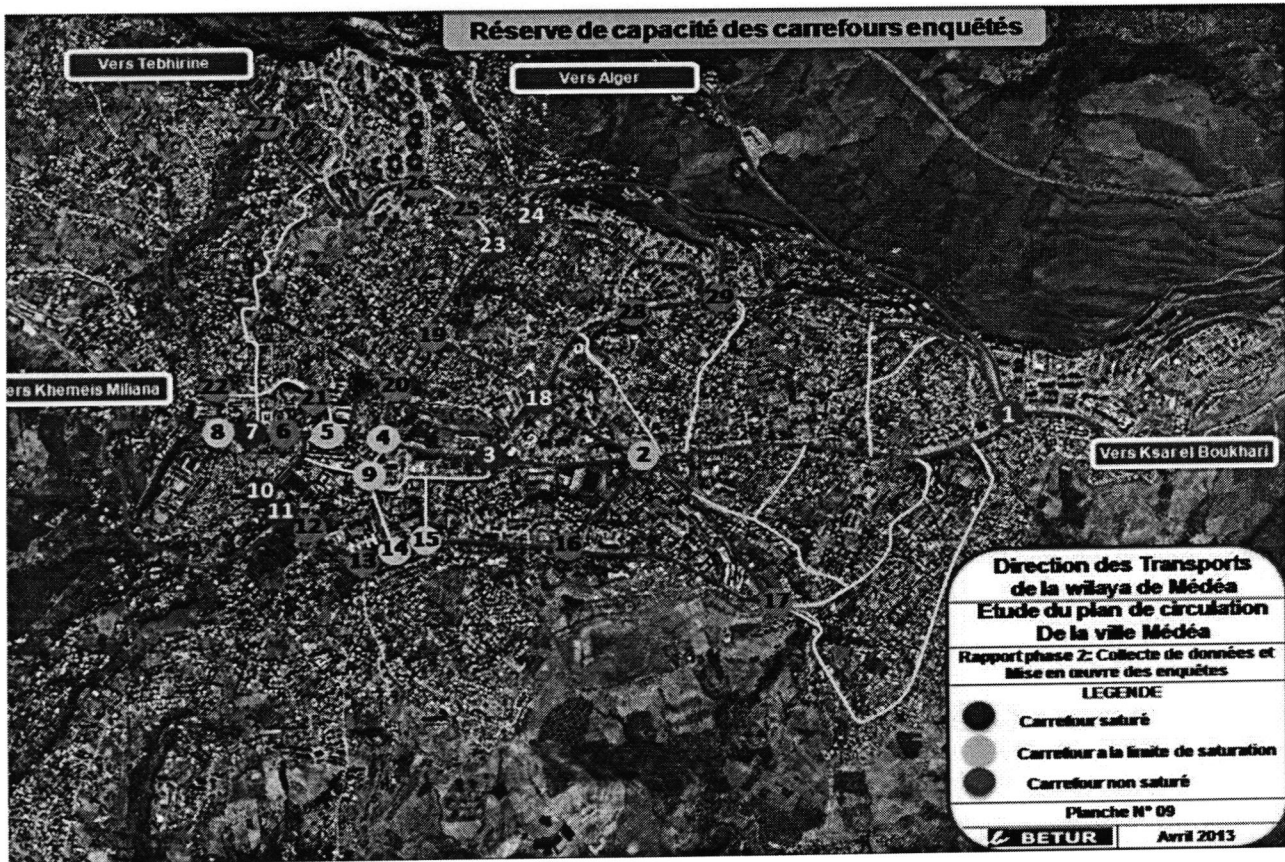 Réserve de capacité des carrefours enquêtés
Vers Tebhirine
Vers Alger
27
25
24
23
29
28
19
ers Khemeis Miliana
22
21
20
18
1
8
7
6
5
4
3
2
Vers Ksar el Boukhari
9
10
11
12
13
14
15
16
17
Direction des Transports
de la wilaya de Médéa
Etude du plan de circulation
De la ville Médéa
Rapport phase 2: Collecte de données et
Mise en œuvre des enquêtes
LEGENDE
Carrefour saturé
Carrefour a la limite de saturation
Carrefour non saturé
Planche N° 09
BETUR
Avril 2013